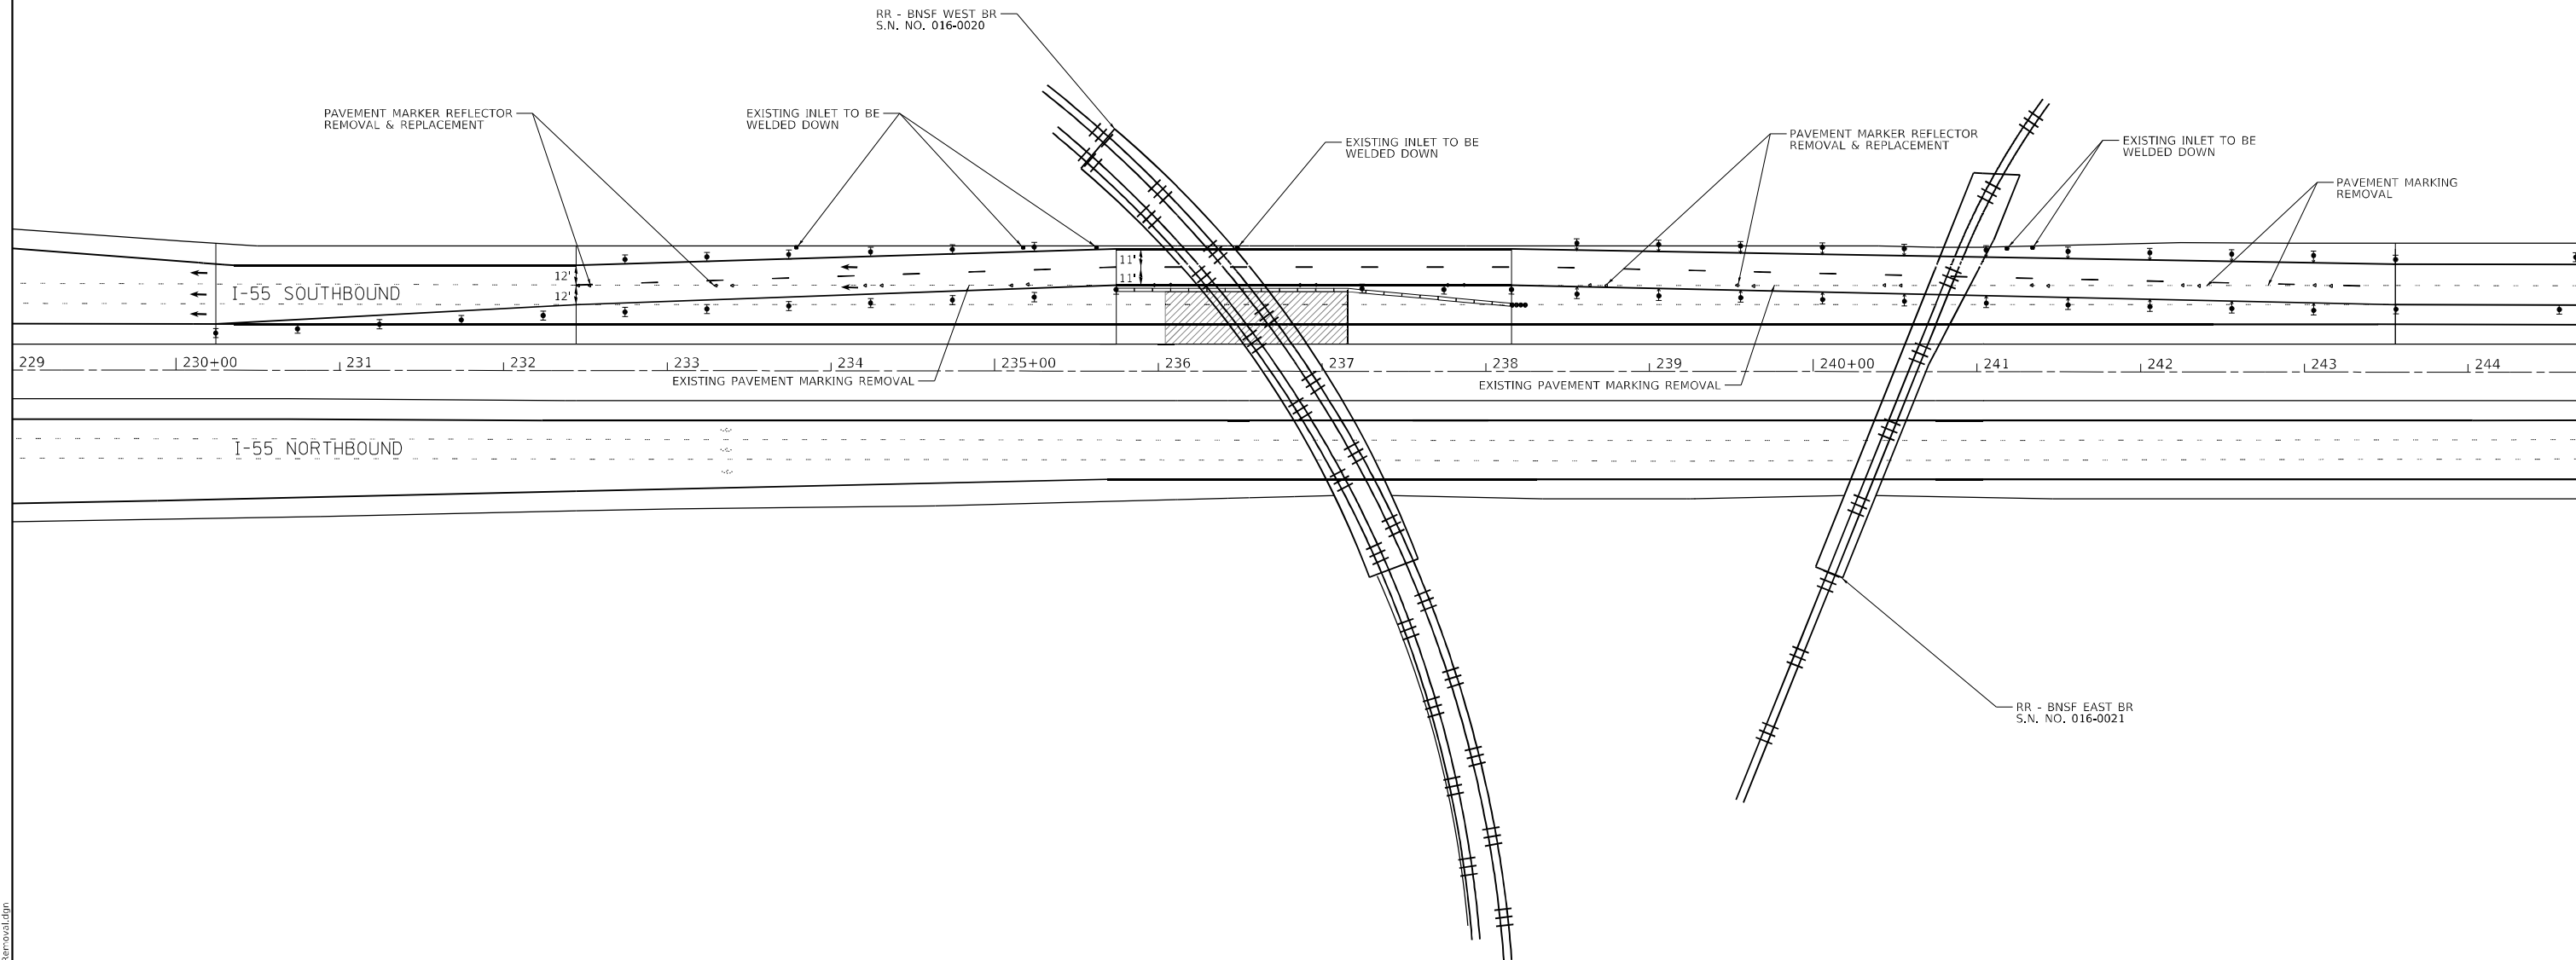 RR - BNSF WEST BR
S.N. NO. 016-0020
PAVEMENT MARKER REFLECTOR
REMOVAL & REPLACEMENT
EXISTING INLET TO BE
WELDED DOWN
EXISTING INLET TO BE
WELDED DOWN
PAVEMENT MARKER REFLECTOR
REMOVAL & REPLACEMENT
EXISTING INLET TO BE
WELDED DOWN
PAVEMENT MARKING
REMOVAL
11'
11'
12'
12'
I-55 SOUTHBOUND
229 230+00 231 232 233 234 235+00 236 237 238 239 240+00 241 242 243 244
EXISTING PAVEMENT MARKING REMOVAL
EXISTING PAVEMENT MARKING REMOVAL
I-55 NORTHBOUND
RR - BNSF EAST BR
S.N. NO. 016-0021
Removal.dgn